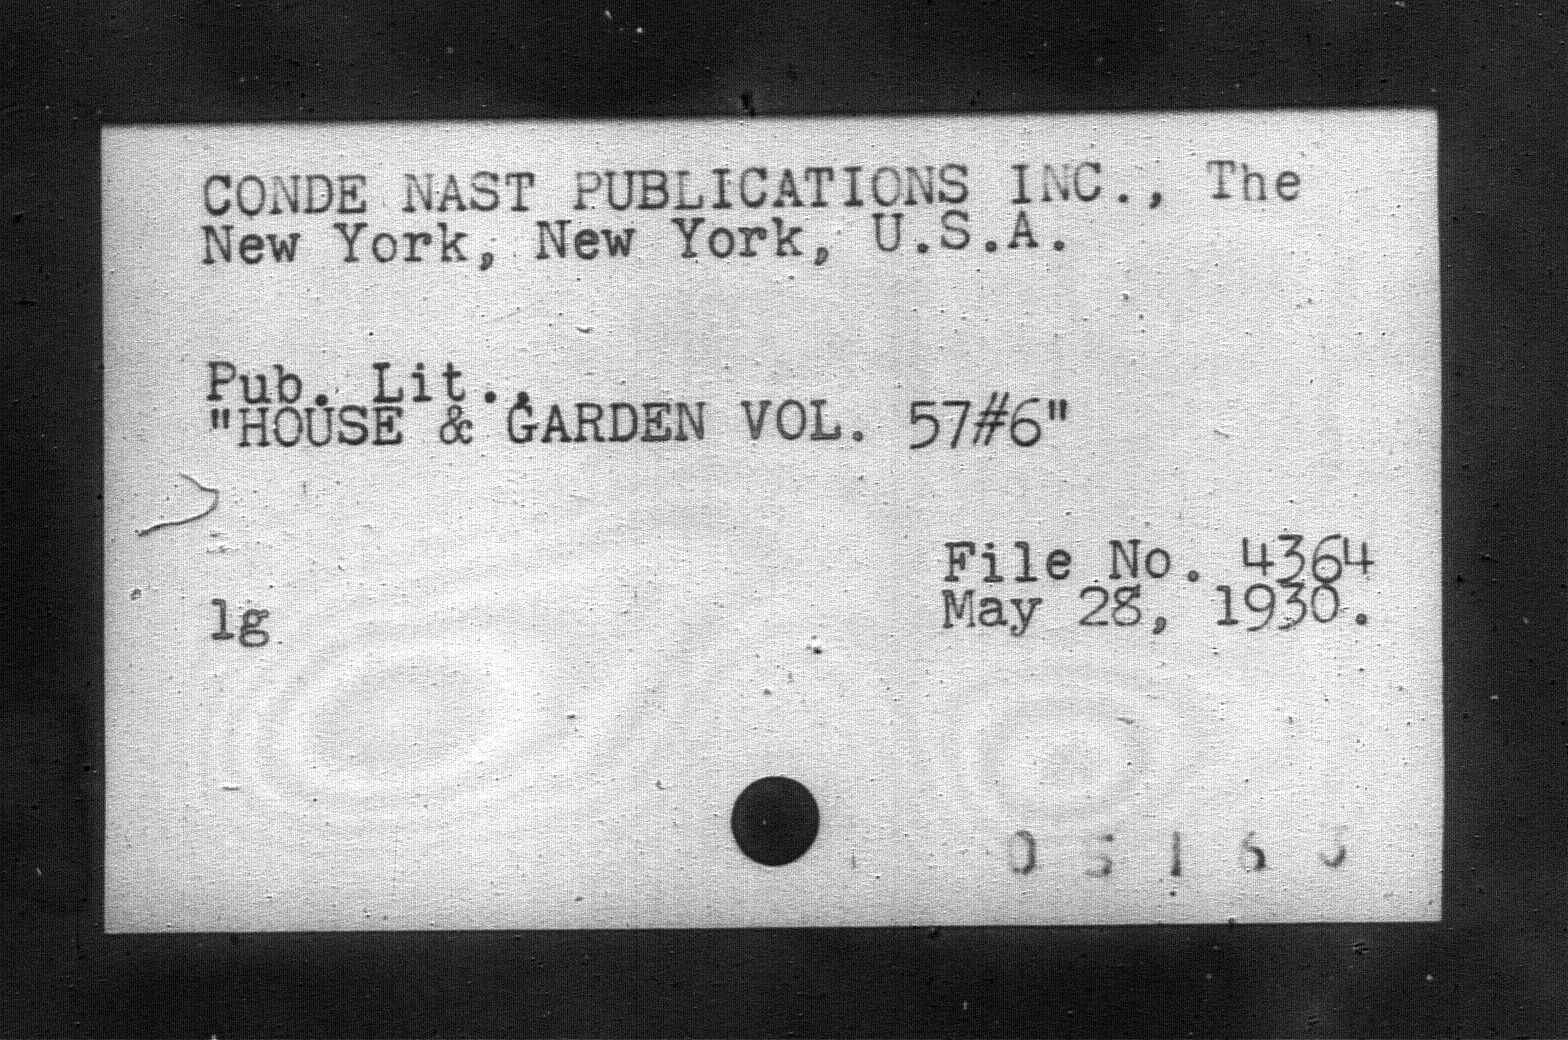 CONDE NAST PUBLICATIONS INC., The
New York, New York, U.S.A.
Pub. Lit.,
"HOUSE & GARDEN VOL. 57#6"
File No. 4364
lg
May 28, 1930.